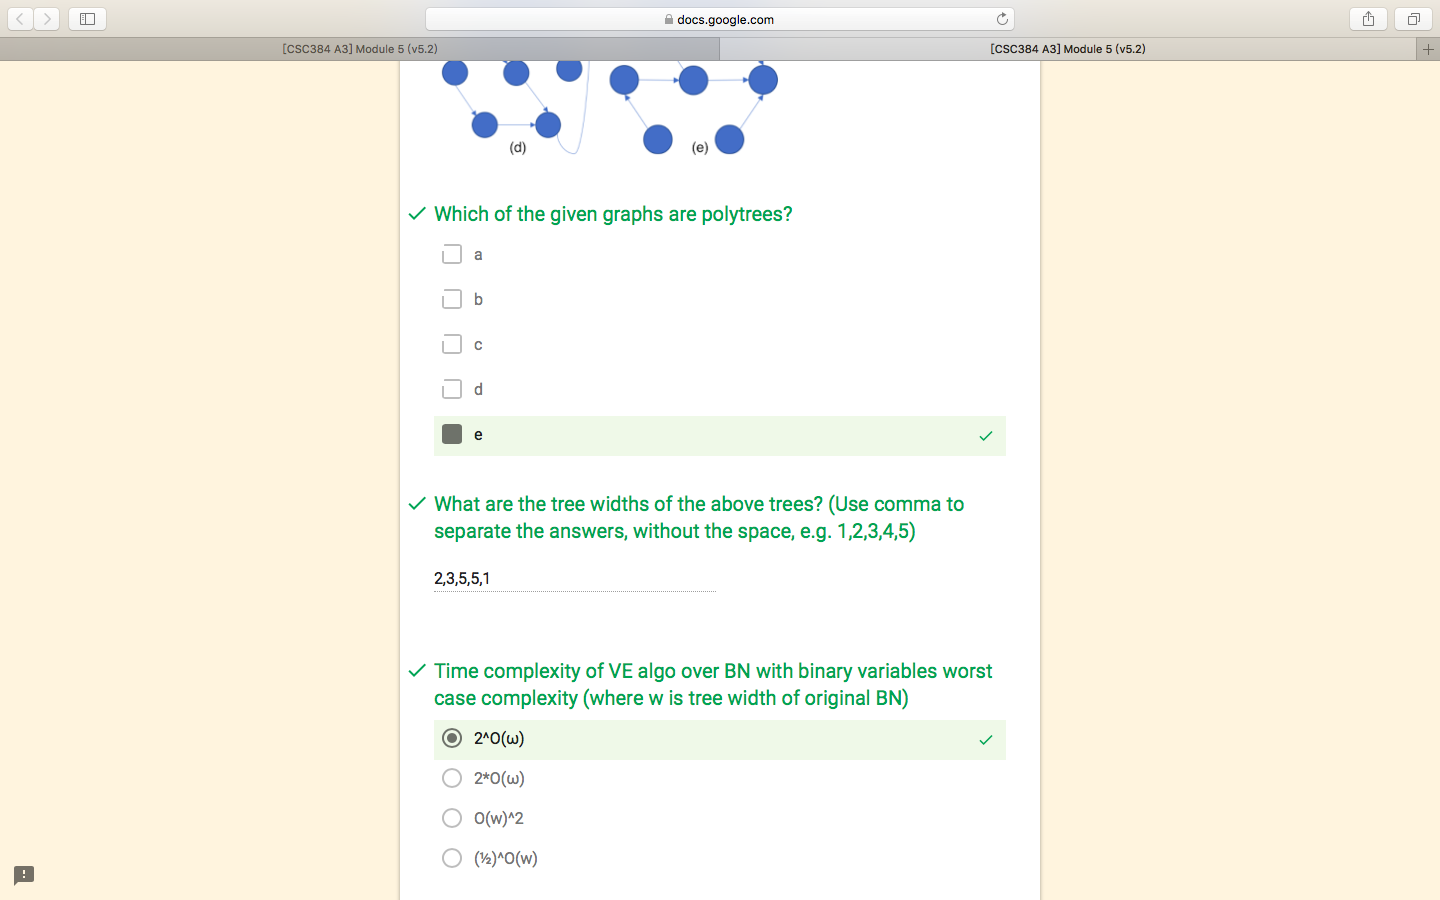 docs.google.com
[CSC384 A3] Module 5 (v5.2)
[CSC384 A3] Module 5 (v5.2)
(d)
(e)
Which of the given graphs are polytrees?
a
b
c
d
e
What are the tree widths of the above trees? (Use comma to
separate the answers, without the space, e.g. 1,2,3,4,5)
2,3,5,5,1
Time complexity of VE algo over BN with binary variables worst
case complexity (where w is tree width of original BN)
2^O(ω)
2*O(ω)
O(w)^2
(½)^O(w)